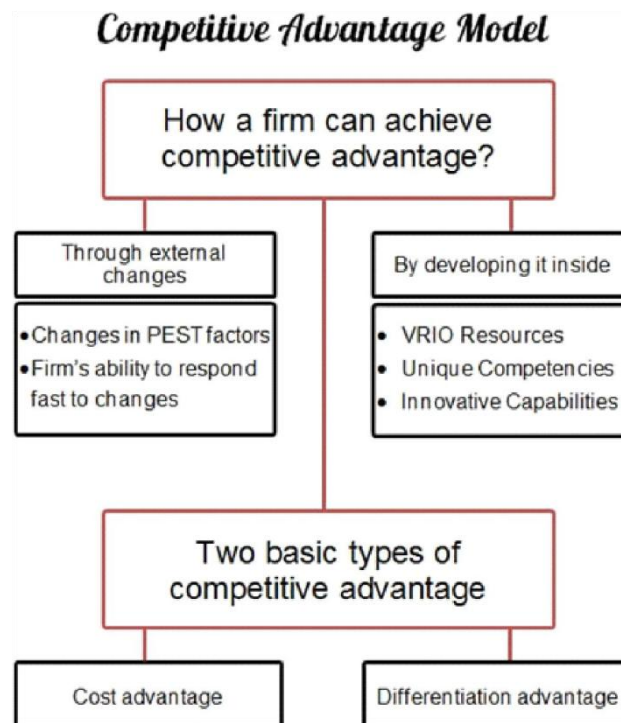 Competitive Advantage Model
How a firm can achieve
competitive advantage?
Through external
changes
• Changes in PEST factors
• Firm's ability to respond
fast to changes
By developing it inside
• VRIO Resources
• Unique Competencies
• Innovative Capabilities
Two basic types of
competitive advantage
Cost advantage
Differentiation advantage